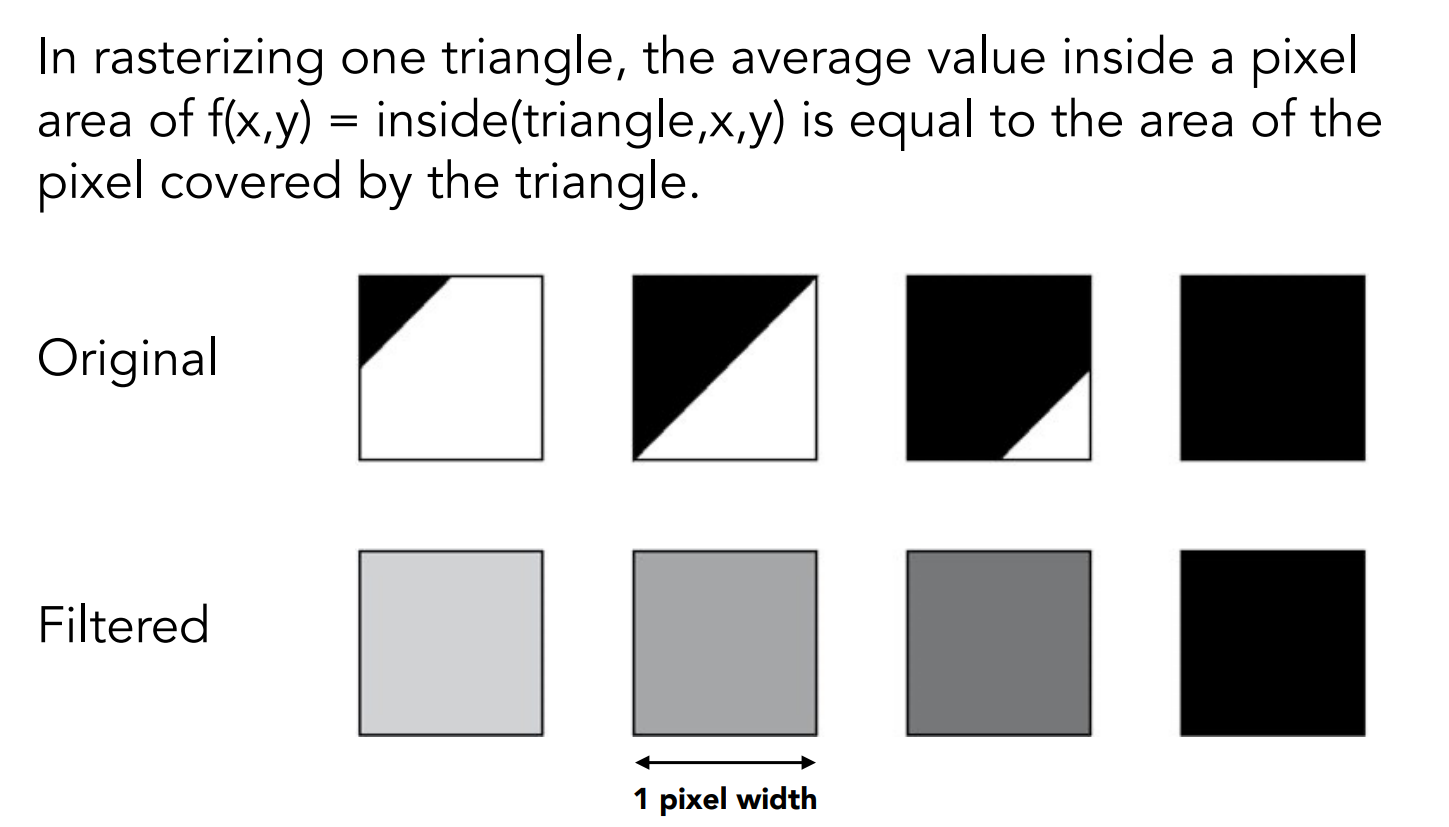 In rasterizing one triangle, the average value inside a pixel
area of f(x,y) = inside(triangle,x,y) is equal to the area of the
pixel covered by the triangle.
Original
Filtered
1 pixel width